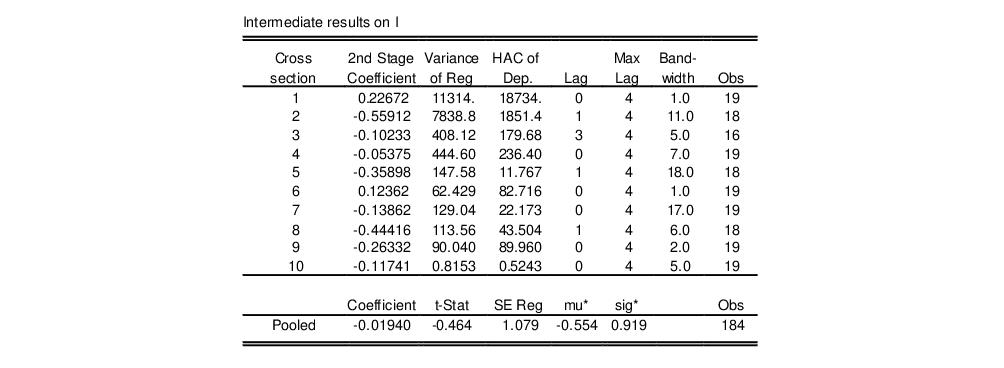 Intermediate results on I
Cross 2nd Stage Variance HAC of Max Band-
section Coefficient of Reg Dep. Lag Lag width Obs
1 0.22672 11314. 18734. 0 4 1.0 19
2 -0.55912 7838.8 1851.4 1 4 11.0 18
3 -0.10233 408.12 179.68 3 4 5.0 16
4 -0.05375 444.60 236.40 0 4 7.0 19
5 -0.35898 147.58 11.767 1 4 18.0 18
6 0.12362 62.429 82.716 0 4 1.0 19
7 -0.13862 129.04 22.173 0 4 17.0 19
8 -0.44416 113.56 43.504 1 4 6.0 18
9 -0.26332 90.040 89.960 0 4 2.0 19
10 -0.11741 0.8153 0.5243 0 4 5.0 19
Coefficient t-Stat SE Reg mu* sig* Obs
Pooled -0.01940 -0.464 1.079 -0.554 0.919 184